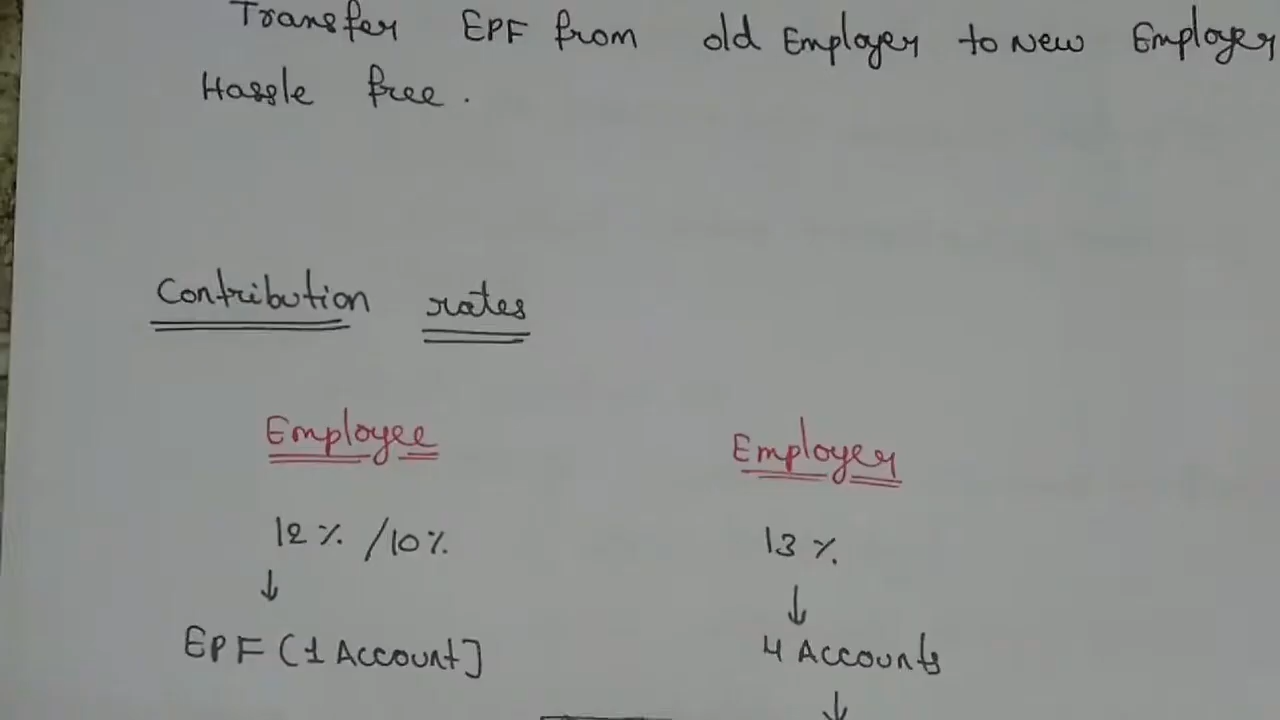 Transfer EPF from old Employer to New Employer
Hassle free.
Contribution rates
Employee
Employer
12% /10%
13%
↓
↓
EPF (1 Account]
4 Accounts
↓